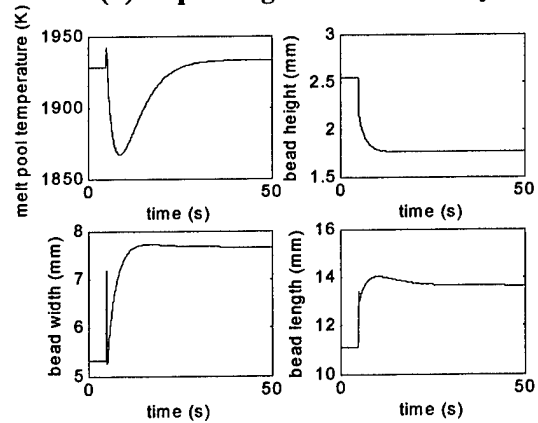 melt pool temperature (K)
1950
1900
1850
0
50
time (s)
bead height (mm)
3
2.5
2
1.5
0
50
time (s)
bead width (mm)
8
7
6
5
0
50
time (s)
bead length (mm)
16
14
12
10
0
50
time (s)